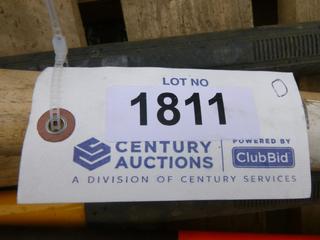 LOT NO
1811
CENTURY AUCTIONS
POWERED BY ClubBid
A DIVISION OF CENTURY SERVICES